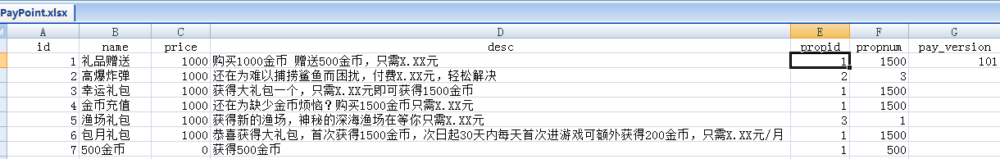 PayPoint.xlsx
A B C D E F G
id name price desc propid propnum pay_version
1 礼品赠送 1000 购买1000金币 赠送500金币，只需X.XX元 1 1500 101
2 高爆炸弹 1000 还在为难以捕捞鲨鱼而困扰，付费X.XX元，轻松解决 2 3
3 幸运礼包 1000 获得大礼包一个，只需X.XX元即可获得1500金币 1 1500
4 金币充值 1000 还在为缺少金币烦恼？购买1500金币只需X.XX元 1 1500
5 渔场礼包 1000 获得新的渔场，神秘的深海渔场在等你只需X.XX元 3 1
6 包月礼包 1000 恭喜获得大礼包，首次获得1500金币，次日起30天内每天首次进游戏可额外获得200金币，只需X.XX元/月 1 1500
7 500金币 0 获得500金币 1 500